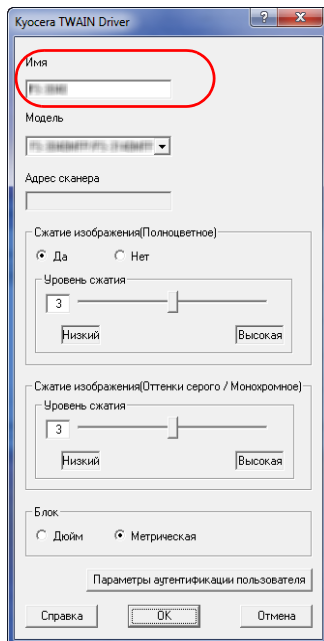 Kyocera TWAIN Driver
Имя
Модель
Адрес сканера
Сжатие изображения(Полноцветное)
Да Нет
Уровень сжатия
3
Низкий Высокая
Сжатие изображения(Оттенки серого / Монохромное)
Уровень сжатия
3
Низкий Высокая
Блок
Дюйм Метрическая
Параметры аутентификации пользователя
Справка OK Отмена